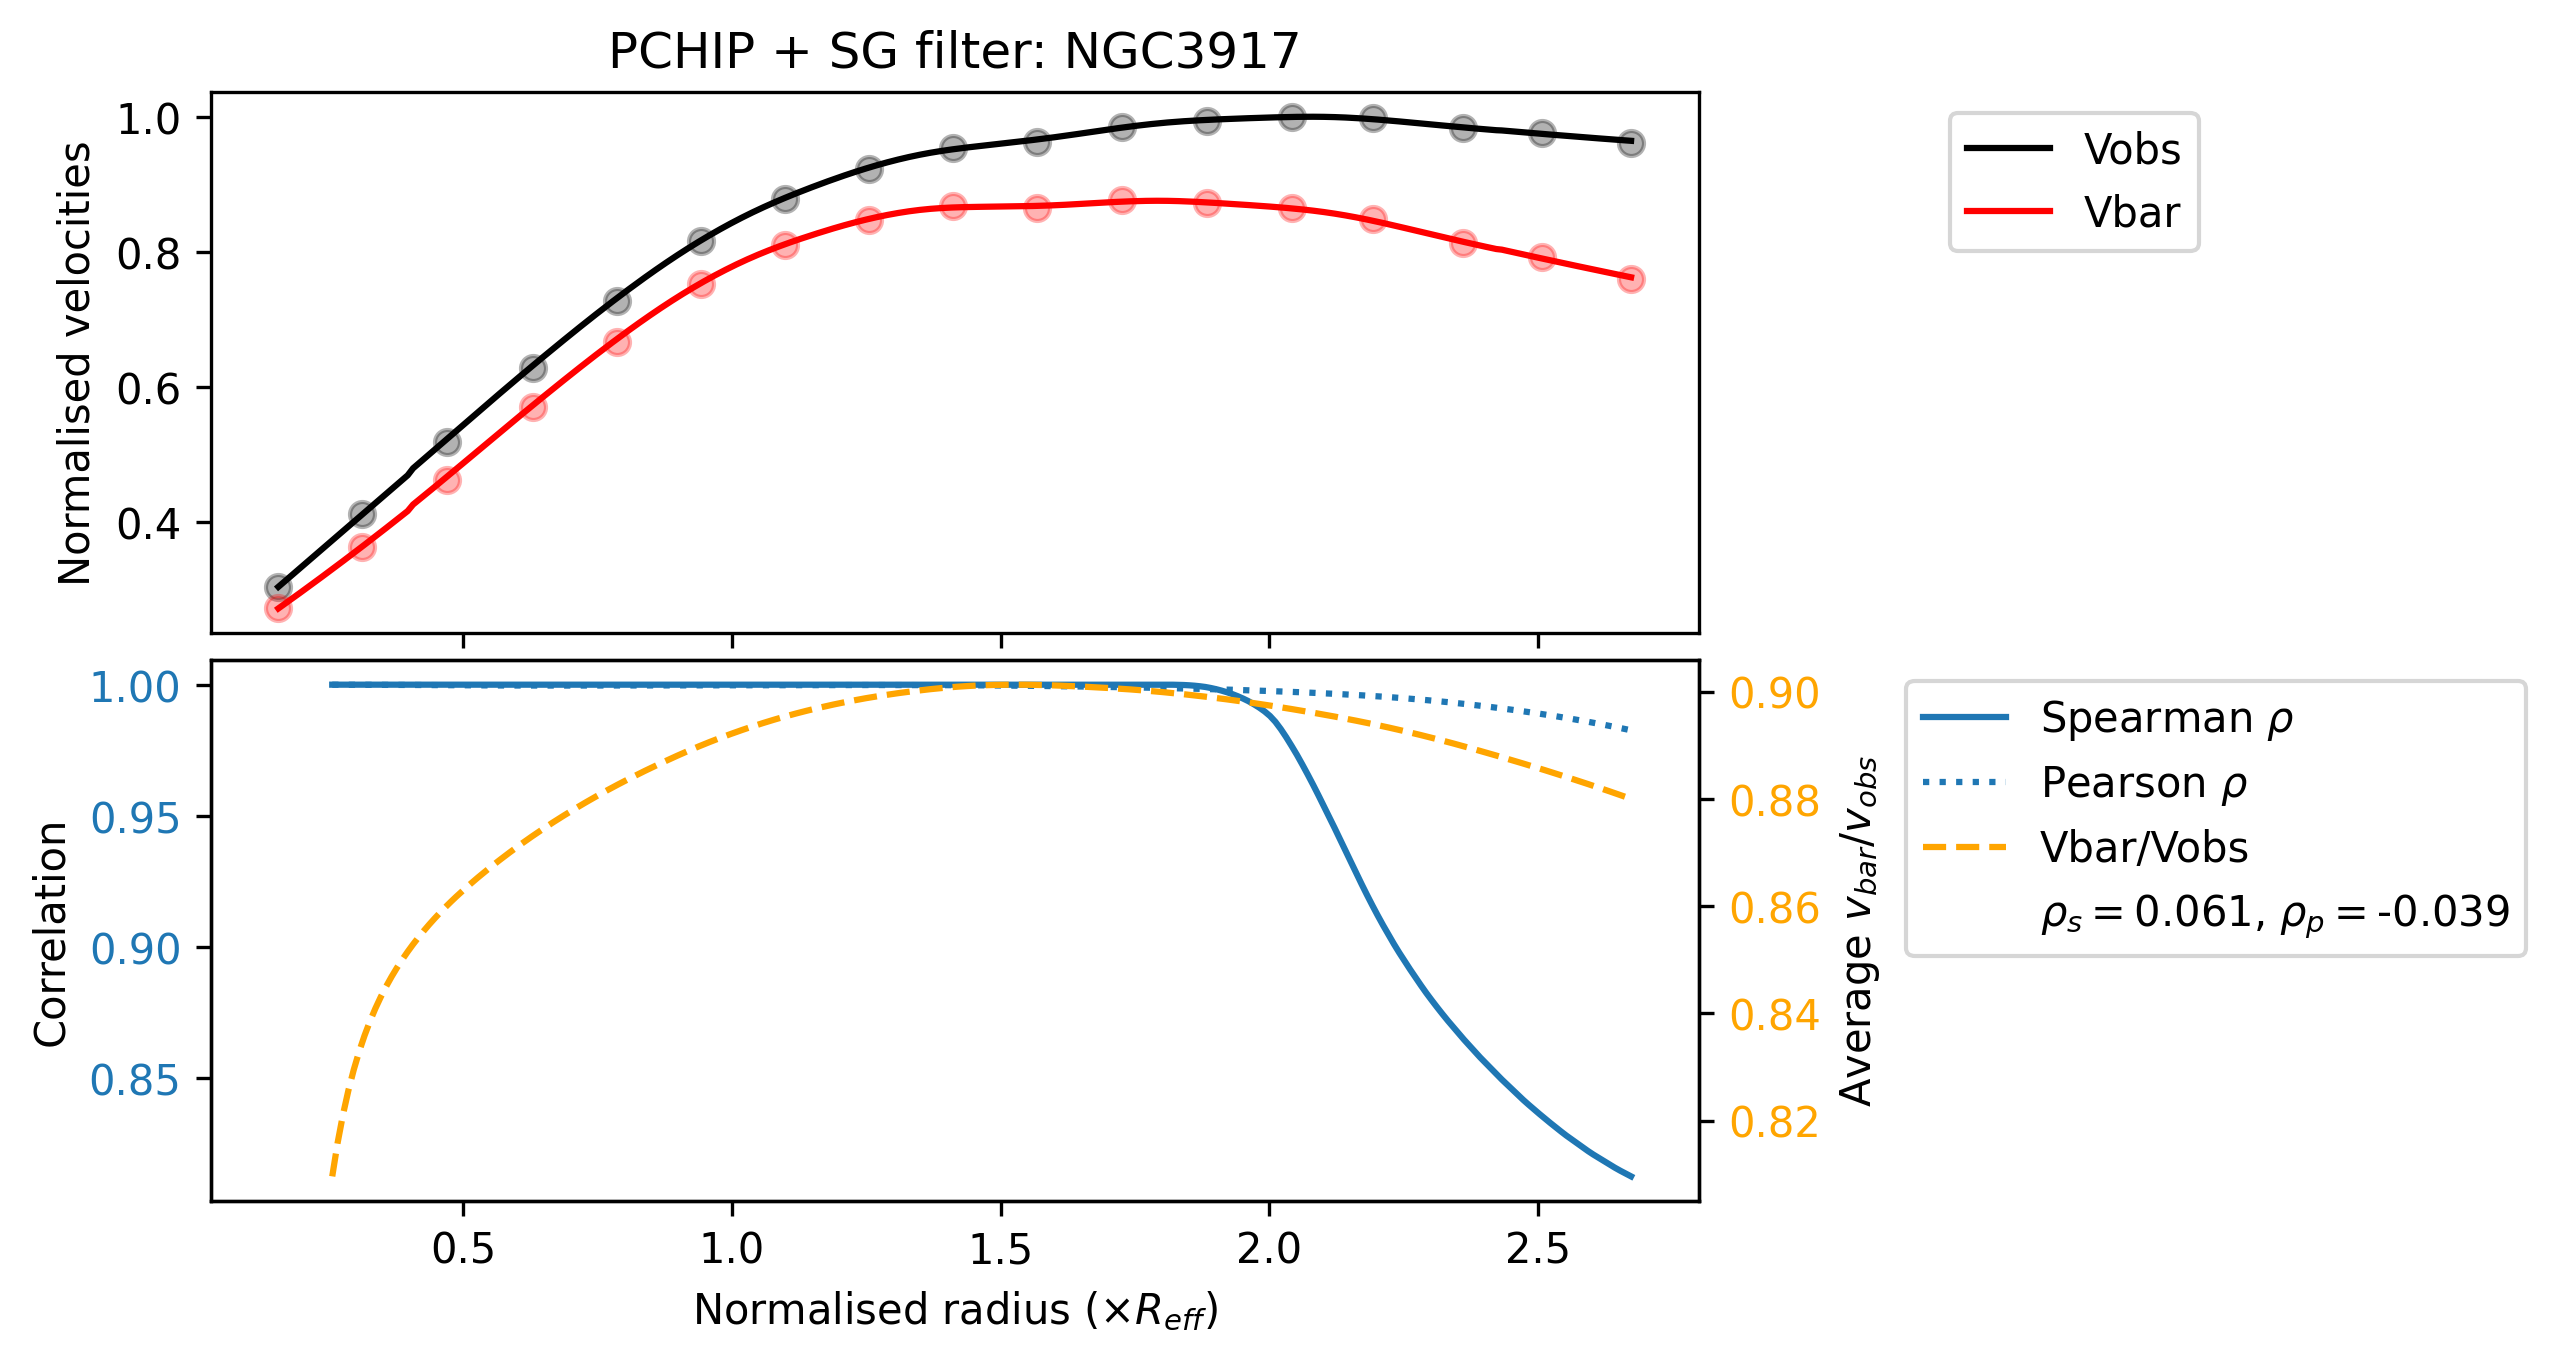 PCHIP + SG filter: NGC3917
Normalised velocities
1.0
0.8
0.6
0.4
Vobs
Vbar
Correlation
1.00
0.95
0.90
0.85
0.90
0.88
0.86
0.84
0.82
Average v_bar/v_obs
Spearman ρ
Pearson ρ
Vbar/Vobs
ρ_s = 0.061, ρ_p = -0.039
0.5 1.0 1.5 2.0 2.5
Normalised radius (×R_eff)